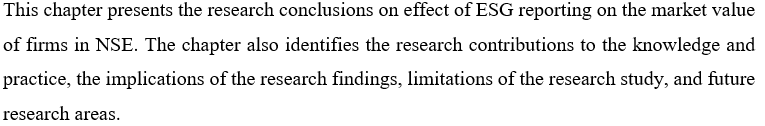 This chapter presents the research conclusions on effect of ESG reporting on the market value
of firms in NSE. The chapter also identifies the research contributions to the knowledge and
practice, the implications of the research findings, limitations of the research study, and future
research areas.